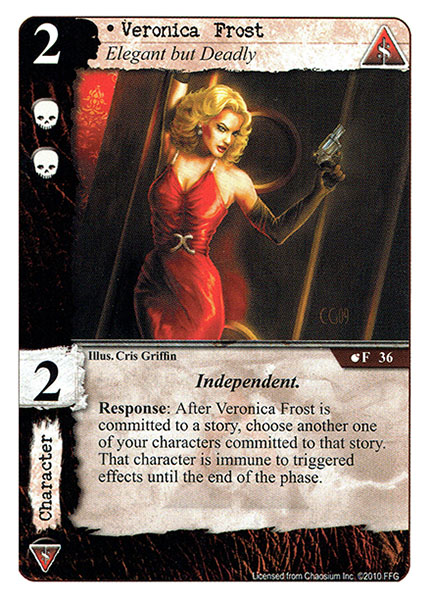 2
• Veronica Frost
Elegant but Deadly
CG09
Illus. Cris Griffin
F 36
2
Independent.
Response: After Veronica Frost is
committed to a story, choose another one
of your characters committed to that story.
That character is immune to triggered
effects until the end of the phase.
Character
Licensed from Chaosium Inc. ©2010 FFG